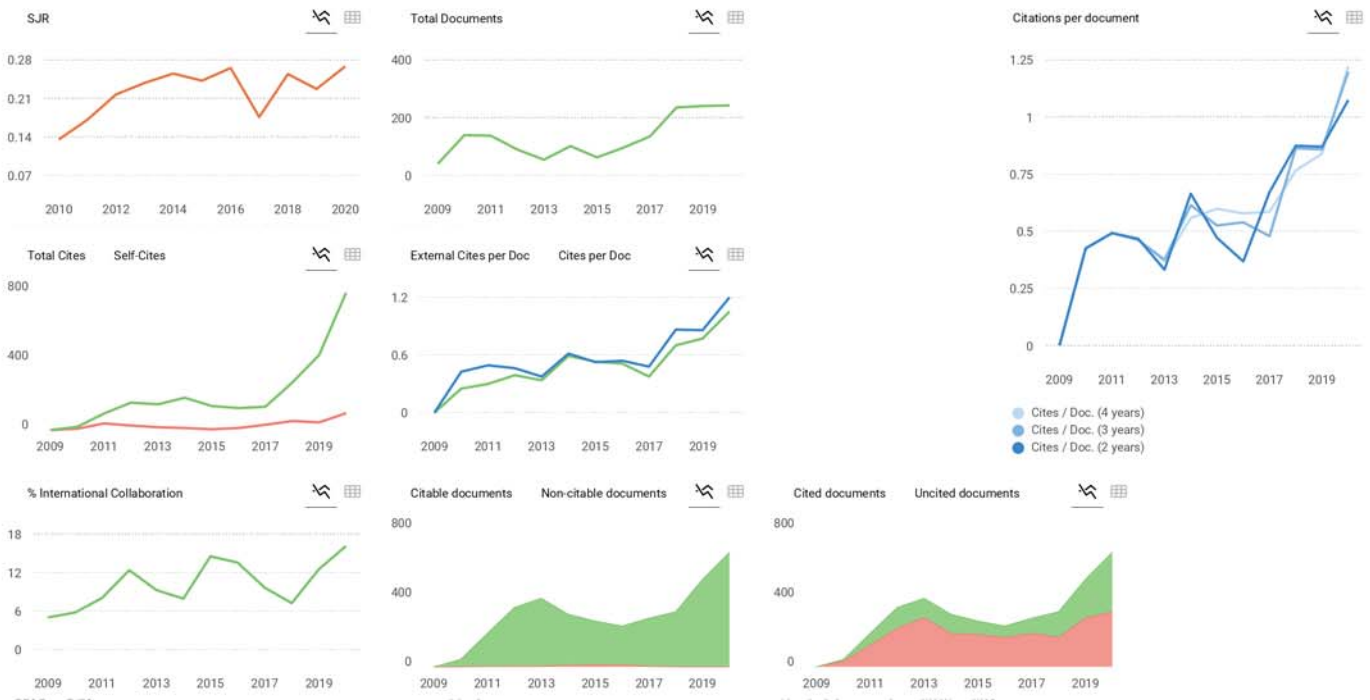 SJR
0.28
0.21
0.14
0.07
2010 2012 2014 2016 2018 2020
Total Documents
400
200
0
2009 2011 2013 2015 2017 2019
Citations per document
1.25
1
0.75
0.5
0.25
0
2009 2011 2013 2015 2017 2019
Cites / Doc. (4 years)
Cites / Doc. (3 years)
Cites / Doc. (2 years)
Total Cites Self-Cites
800
400
0
2009 2011 2013 2015 2017 2019
External Cites per Doc Cites per Doc
1.2
0.6
0
2009 2011 2013 2015 2017 2019
% International Collaboration
18
12
6
0
2009 2011 2013 2015 2017 2019
Citable documents Non-citable documents
800
400
0
2009 2011 2013 2015 2017 2019
Cited documents Uncited documents
800
400
0
2009 2011 2013 2015 2017 2019